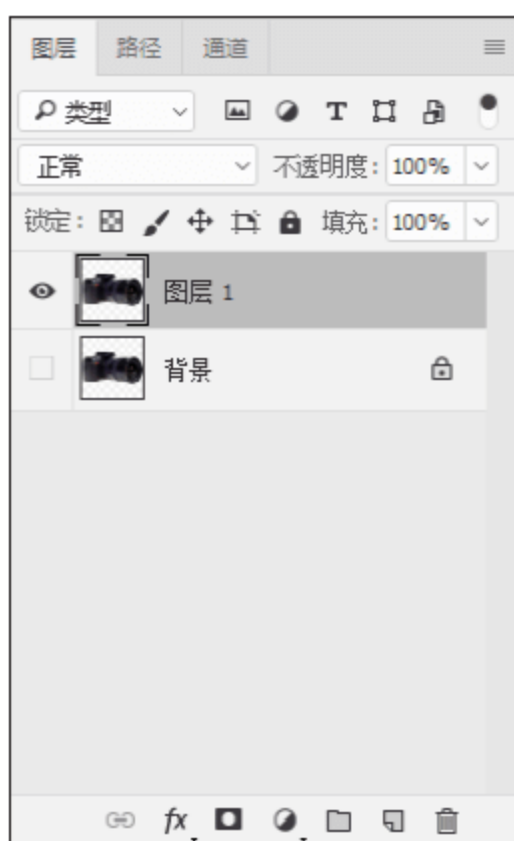 图层 路径 通道
类型 T
正常 不透明度: 100%
锁定: 填充: 100%
图层 1
背景
fx